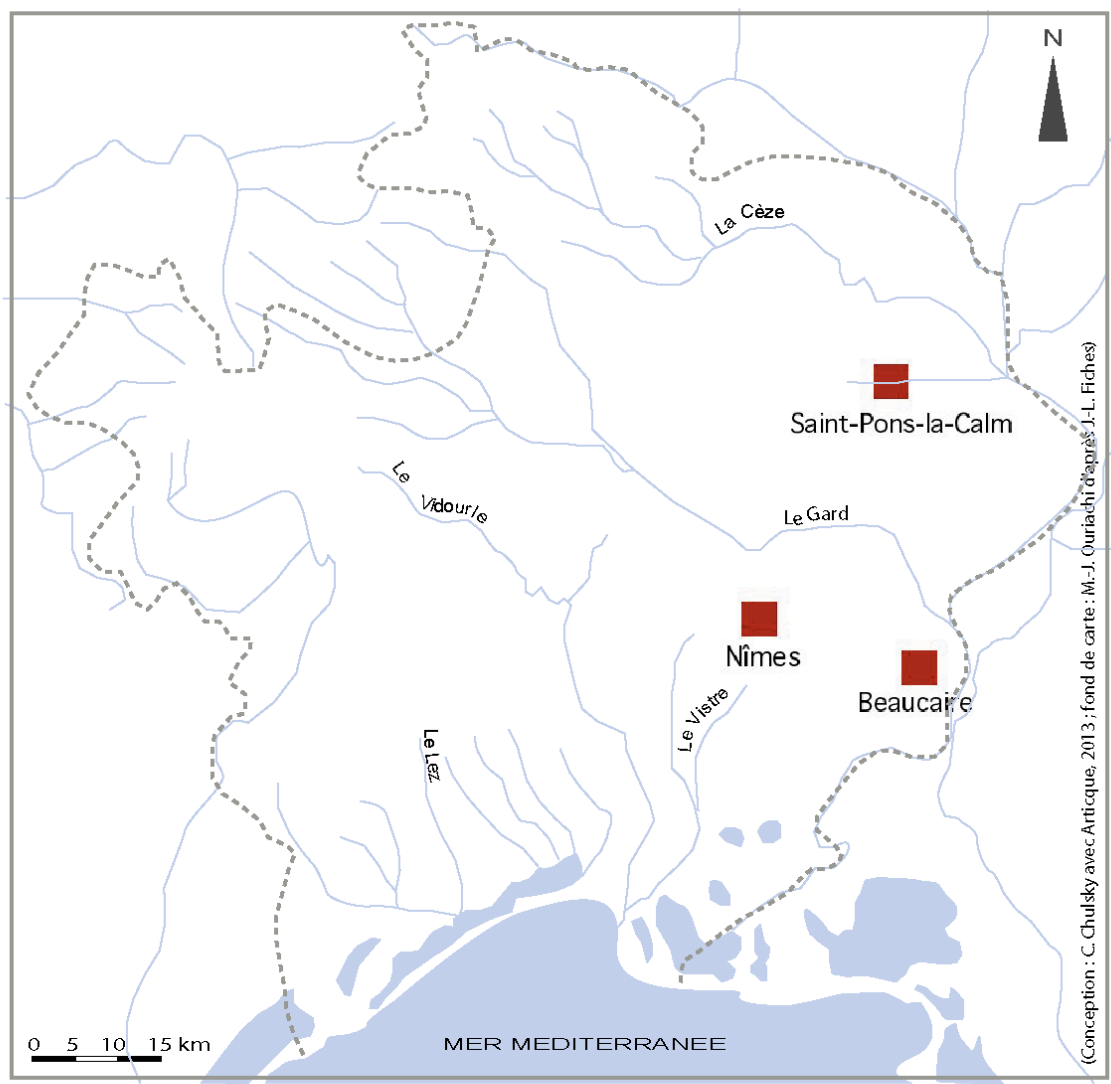 N
La Cèze
Saint-Pons-la-Calm
Le Vidourle
Le Gard
Nîmes
Beaucaire
Le Vistre
Le Lez
0 5 10 15 km
MER MEDITERRANEE
(Conception : C. Chulsky avec Articque, 2013 ; fond de carte : M.-J. Ouriachi d'après J.-L. Fiches)